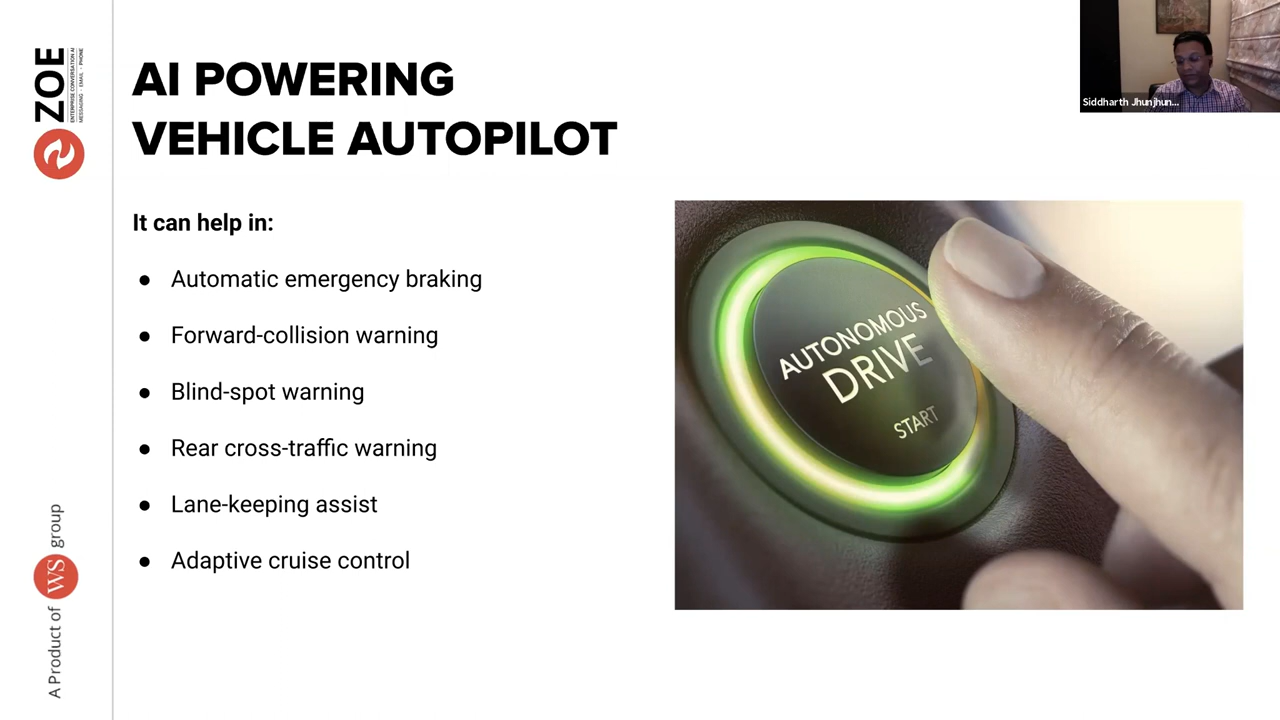 ZOE
ENTERPRISE CONVERSATION AI
MESSAGING · EMAIL · PHONE
AI POWERING
VEHICLE AUTOPILOT
It can help in:
● Automatic emergency braking
● Forward-collision warning
● Blind-spot warning
● Rear cross-traffic warning
● Lane-keeping assist
● Adaptive cruise control
AUTONOMOUS
DRIVE
START
Siddharth Jhunjhun...
A Product of WS group